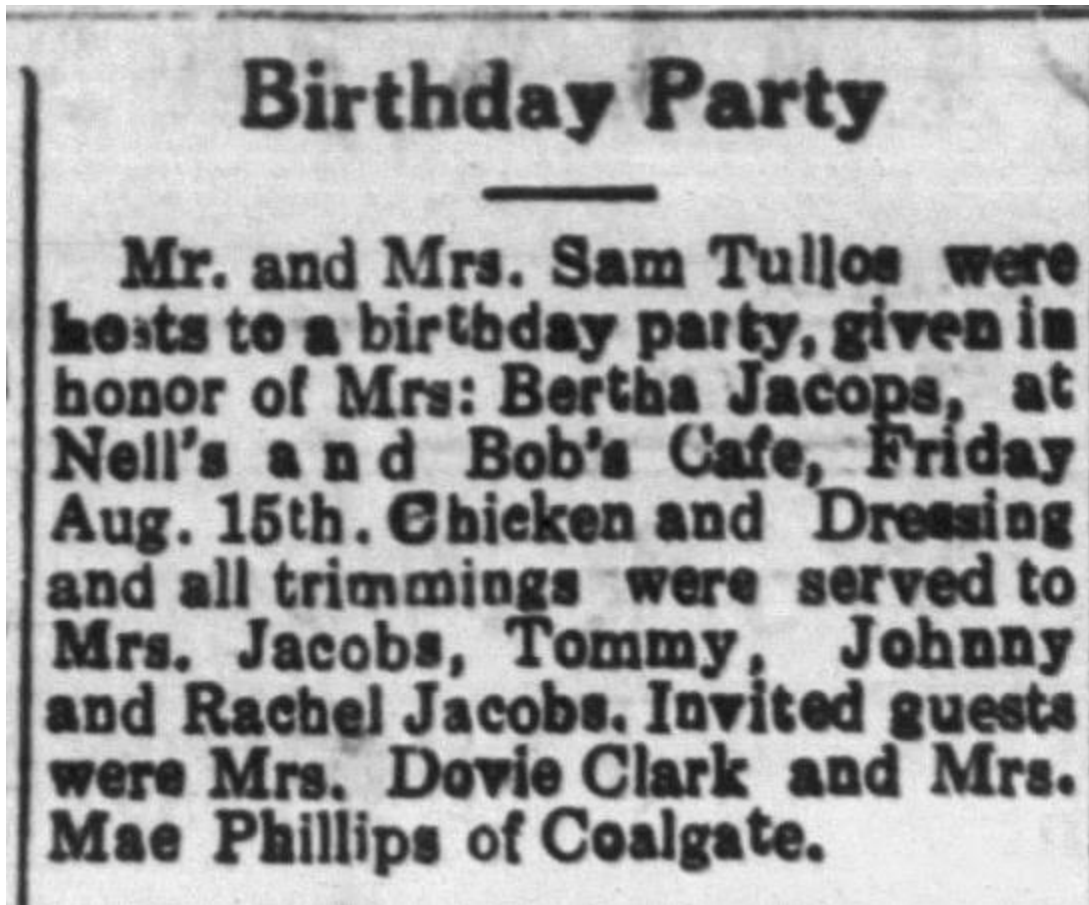 Birthday Party
Mr. and Mrs. Sam Tullos were
hosts to a birthday party, given in
honor of Mrs: Bertha Jacops, at
Nell's and Bob's Cafe, Friday
Aug. 15th. Chicken and Dressing
and all trimmings were served to
Mrs. Jacobs, Tommy, Johnny
and Rachel Jacobs. Invited guests
were Mrs. Dovie Clark and Mrs.
Mae Phillips of Coalgate.